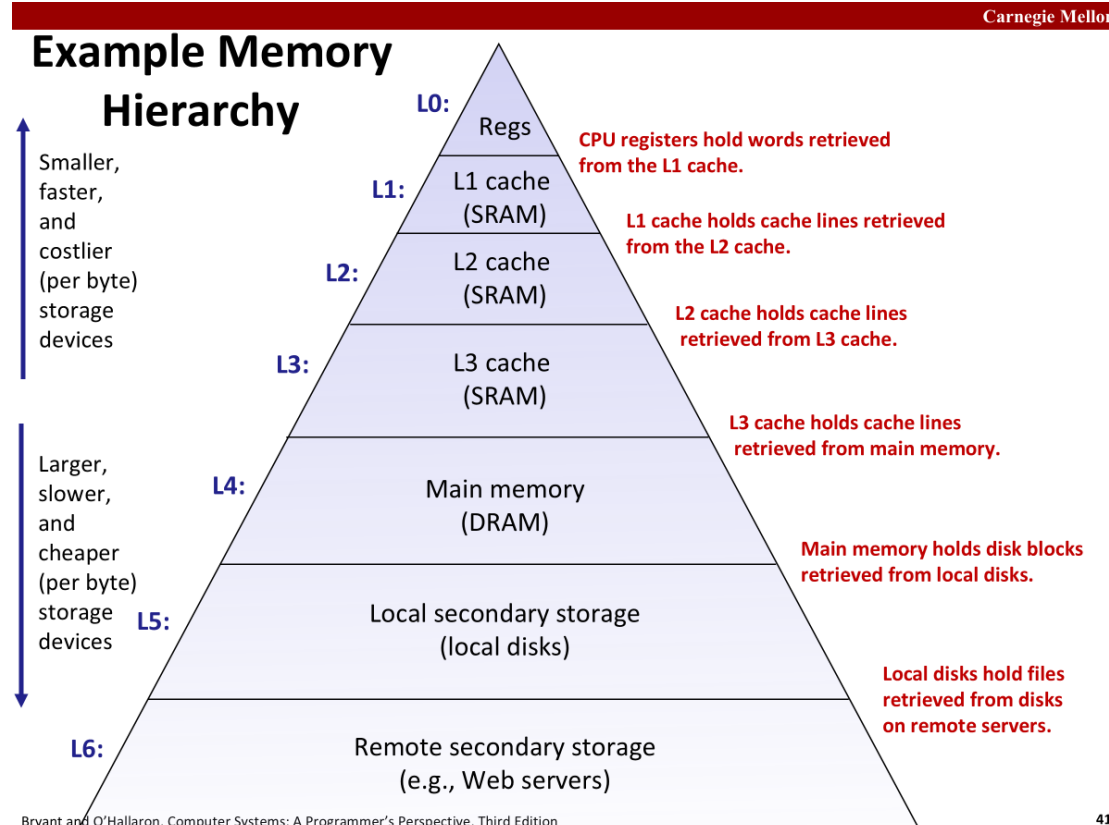 Carnegie Mellon
Example Memory
Hierarchy
Smaller,
faster,
and
costlier
(per byte)
storage
devices
Larger,
slower,
and
cheaper
(per byte)
storage
devices
L0:
Regs
CPU registers hold words retrieved
from the L1 cache.
L1:
L1 cache
(SRAM)
L1 cache holds cache lines retrieved
from the L2 cache.
L2:
L2 cache
(SRAM)
L2 cache holds cache lines
retrieved from L3 cache.
L3:
L3 cache
(SRAM)
L3 cache holds cache lines
retrieved from main memory.
L4:
Main memory
(DRAM)
Main memory holds disk blocks
retrieved from local disks.
L5:
Local secondary storage
(local disks)
Local disks hold files
retrieved from disks
on remote servers.
L6:
Remote secondary storage
(e.g., Web servers)
Bryant and O'Hallaron, Computer Systems: A Programmer's Perspective, Third Edition
41